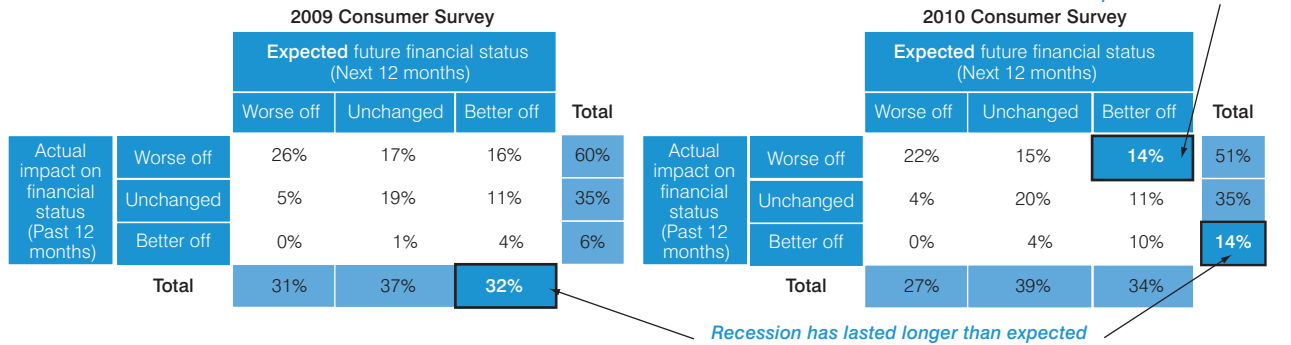 2009 Consumer Survey
Expected future financial status
(Next 12 months)
Worse off Unchanged Better off Total
Actual impact on financial status (Past 12 months)
Worse off 26% 17% 16% 60%
Unchanged 5% 19% 11% 35%
Better off 0% 1% 4% 6%
Total 31% 37% 32%
2010 Consumer Survey
Expected future financial status
(Next 12 months)
Worse off Unchanged Better off Total
Actual impact on financial status (Past 12 months)
Worse off 22% 15% 14% 51%
Unchanged 4% 20% 11% 35%
Better off 0% 4% 10% 14%
Total 27% 39% 34%
Recession has lasted longer than expected